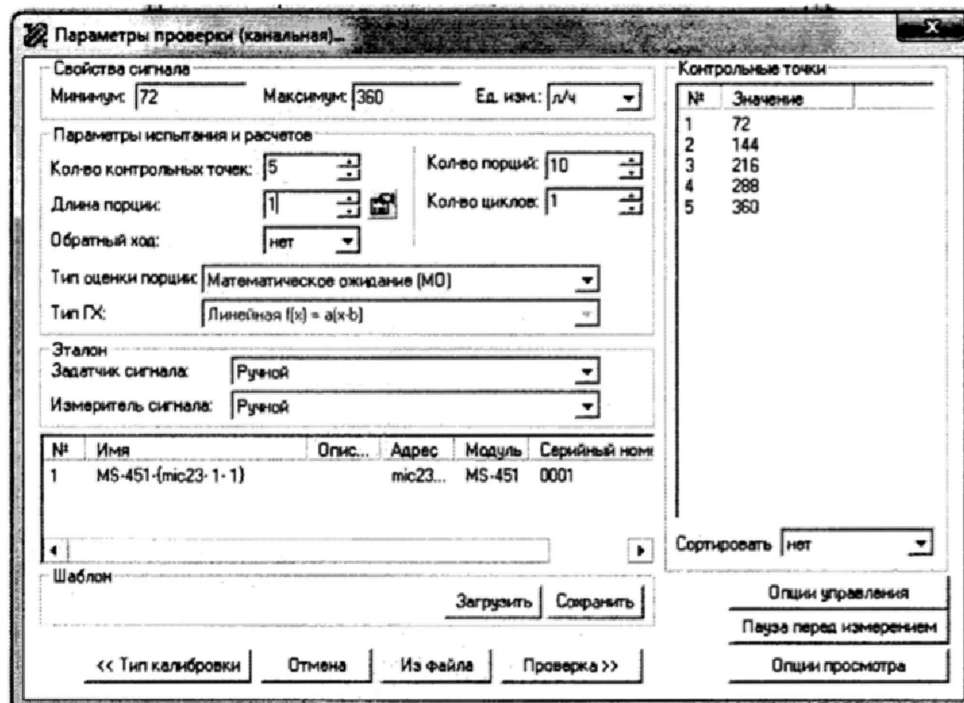 Параметры проверки (канальная)...
Свойства сигнала
Минимум: 72 Максимум: 360 Ед. изм.: л/ч
Параметры испытания и расчетов
Кол-во контрольных точек: 5 Кол-во порций: 10
Длина порции: 1 Кол-во циклов: 1
Обратный ход: нет
Тип оценки порции: Математическое ожидание (МО)
Тип ГХ: Линейная f(x) = a(x-b)
Эталон
Задатчик сигнала: Ручной
Измеритель сигнала: Ручной
№ Имя Опис... Адрес Модуль Серийный номе
1 MS-451-{mic23- 1- 1} mic23... MS-451 0001
Шаблон
Загрузить Сохранить
<< Тип калибровки Отмена Из файла Проверка >>
Контрольные точки
№ Значение
1 72
2 144
3 216
4 288
5 360
Сортировать нет
Опции управления
Пауза перед измерением
Опции просмотра